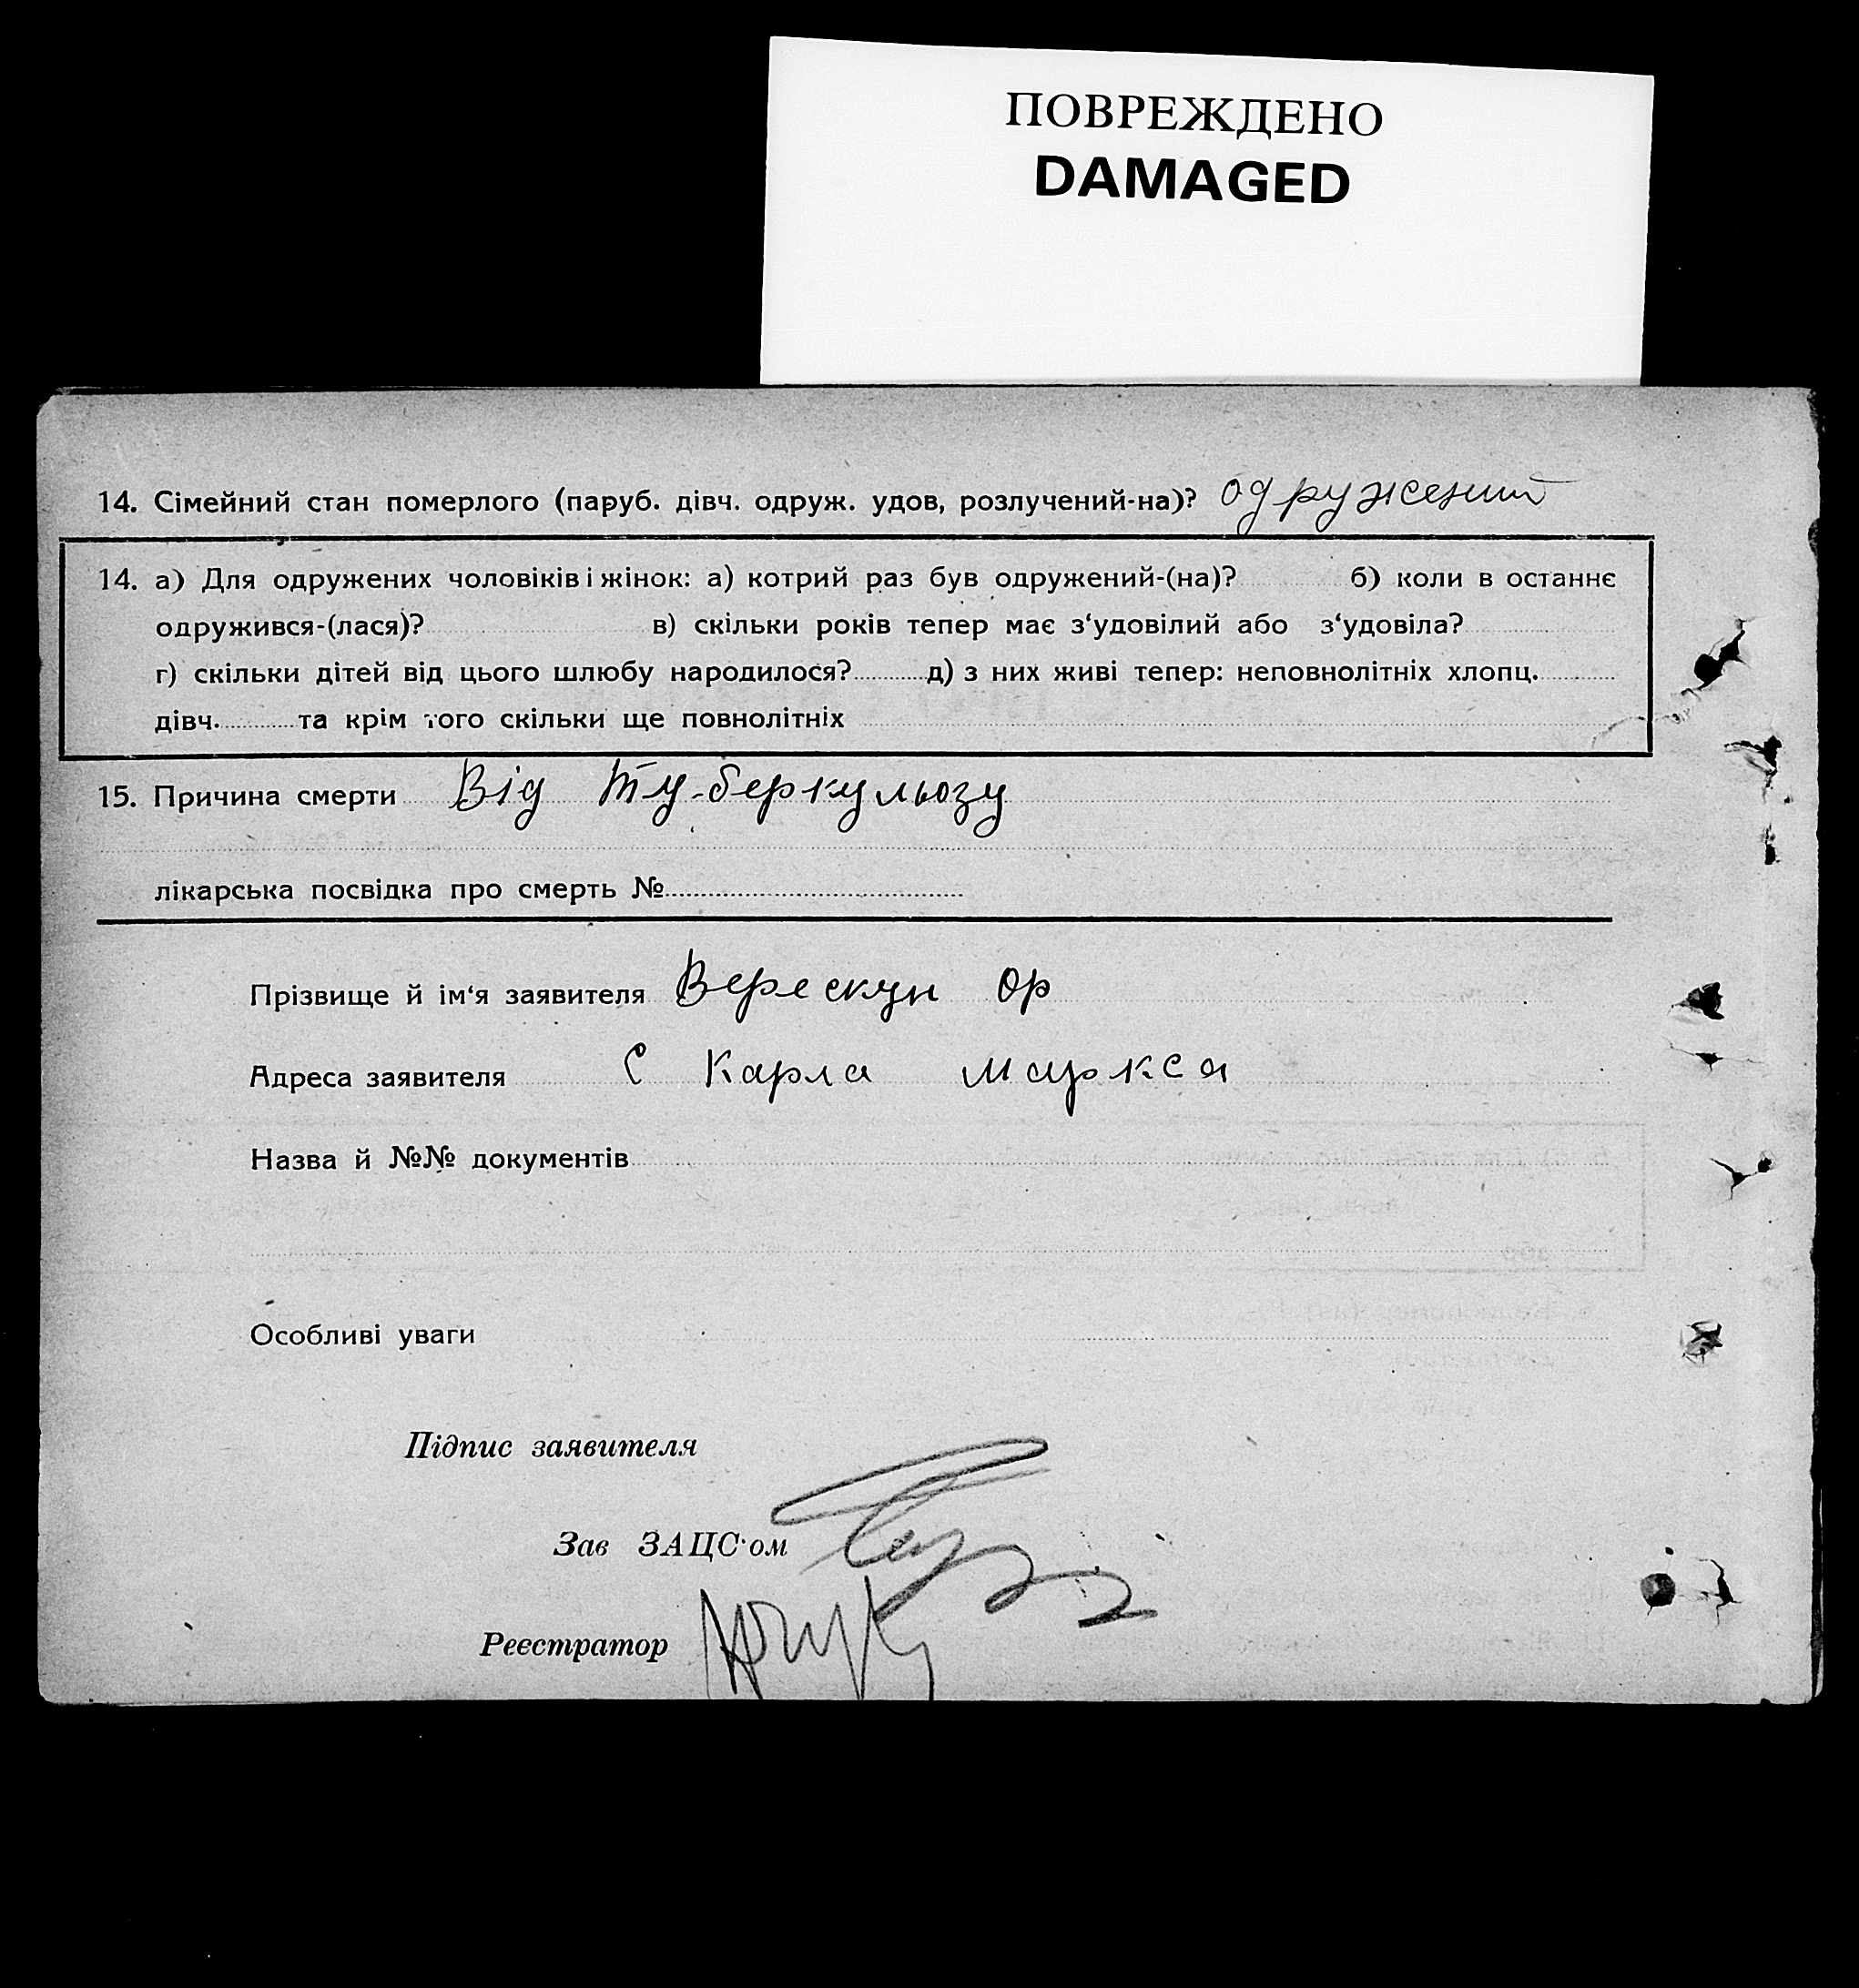 ПОВРЕЖДЕНО
DAMAGED
14. Сімейний стан померлого (паруб. дівч. одруж. удов, розлучений-на)? одружений
14. а) Для одружених чоловіків і жінок: а) котрий раз був одружений-(на)? б) коли в останнє
одружився-(лася)? в) скільки років тепер має з‘удовілий або з‘удовіла?
г) скільки дітей від цього шлюбу народилося? д) з них живі тепер: неповнолітніх хлопц.
дівч. та крім того скільки ще повнолітніх
15. Причина смерти Від ту-беркульозу
лікарська посвідка про смерть №
Прізвище й ім‘я заявителя Верескун Ор
Адреса заявителя С Карла Маркса
Назва й №№ документів
Особливі уваги
Підпис заявителя
Зав ЗАЦС‘ом
Реєстратор